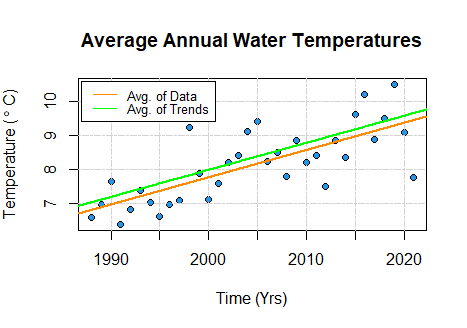 Average Annual Water Temperatures
Avg. of Data
Avg. of Trends
Temperature ( ° C)
10
9
8
7
1990
2000
2010
2020
Time (Yrs)